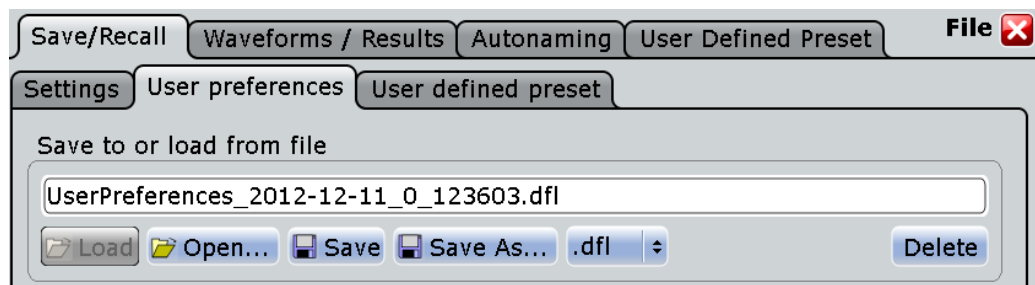 Save/Recall Waveforms / Results Autonaming User Defined Preset File
Settings User preferences User defined preset
Save to or load from file
UserPreferences_2012-12-11_0_123603.dfl
Load Open... Save Save As... .dfl Delete